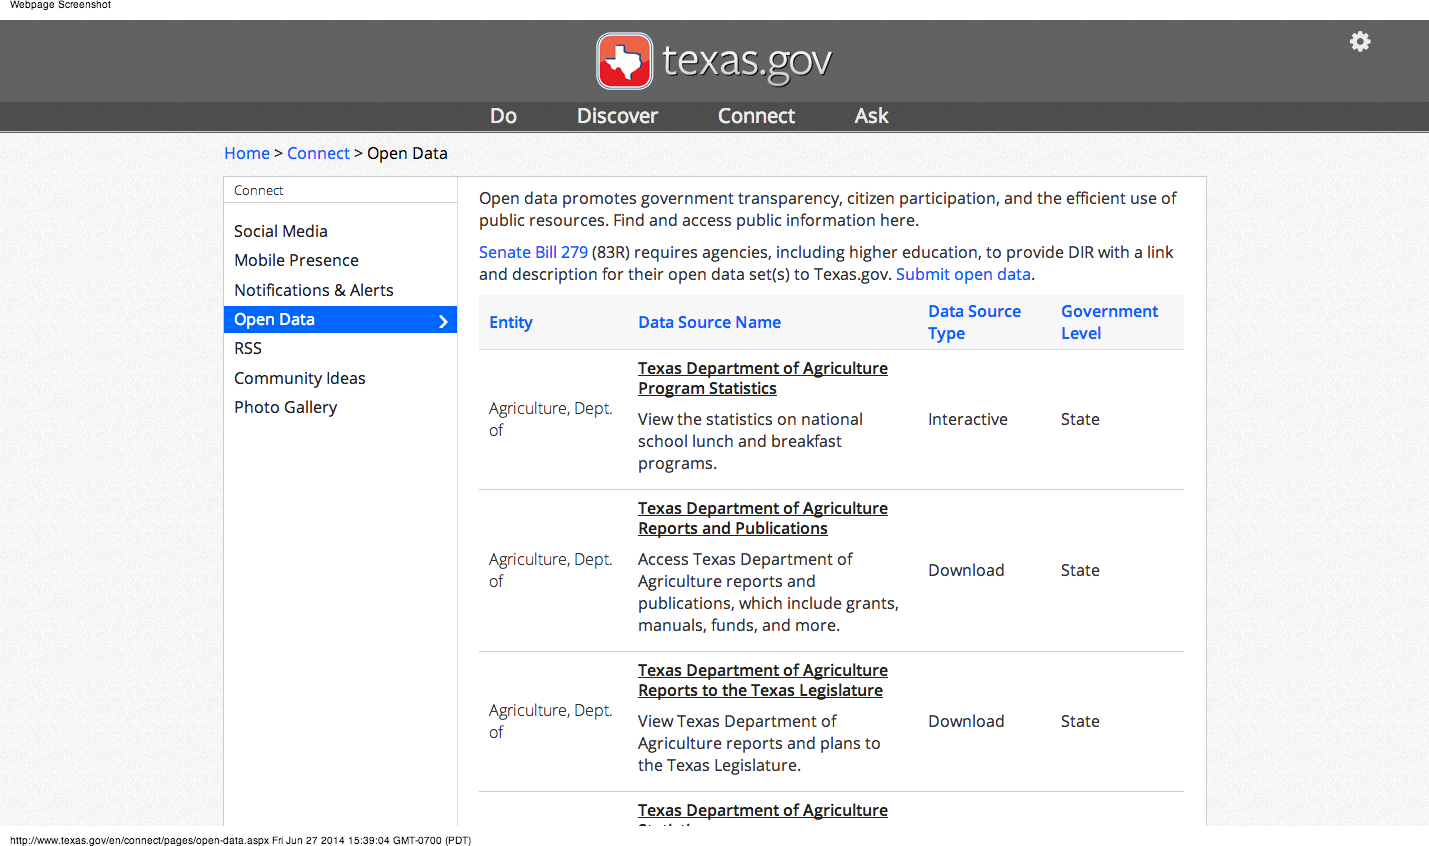 Webpage Screenshot
texas.gov
Do Discover Connect Ask
Home > Connect > Open Data
Connect
Social Media
Mobile Presence
Notifications & Alerts
Open Data
RSS
Community Ideas
Photo Gallery
Open data promotes government transparency, citizen participation, and the efficient use of
public resources. Find and access public information here.
Senate Bill 279 (83R) requires agencies, including higher education, to provide DIR with a link
and description for their open data set(s) to Texas.gov. Submit open data.
Entity
Data Source Name
Data Source
Type
Government
Level
Agriculture, Dept.
of
Texas Department of Agriculture
Program Statistics
View the statistics on national
school lunch and breakfast
programs.
Interactive
State
Agriculture, Dept.
of
Texas Department of Agriculture
Reports and Publications
Access Texas Department of
Agriculture reports and
publications, which include grants,
manuals, funds, and more.
Download
State
Agriculture, Dept.
of
Texas Department of Agriculture
Reports to the Texas Legislature
View Texas Department of
Agriculture reports and plans to
the Texas Legislature.
Download
State
Texas Department of Agriculture
http://www.texas.gov/en/connect/pages/open-data.aspx Fri Jun 27 2014 15:39:04 GMT-0700 (PDT)